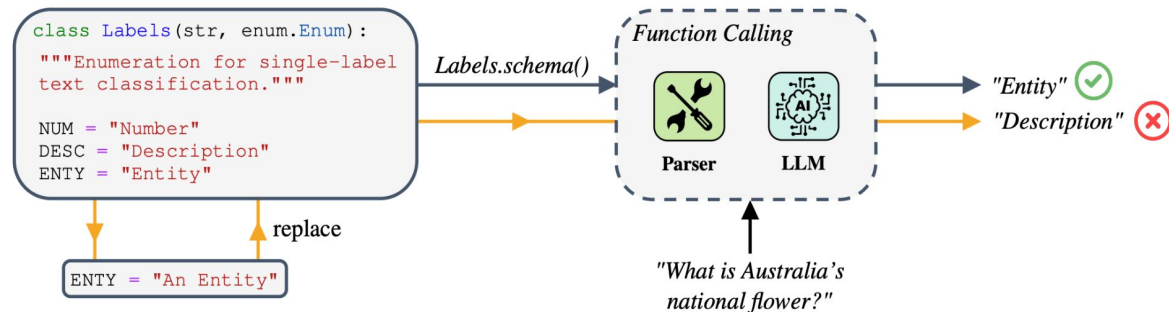 class Labels(str, enum.Enum):
"""Enumeration for single-label
text classification."""
NUM = "Number"
DESC = "Description"
ENTY = "Entity"
replace
ENTY = "An Entity"
Labels.schema()
Function Calling
AI
Parser
LLM
"What is Australia's
national flower?"
"Entity"
"Description"